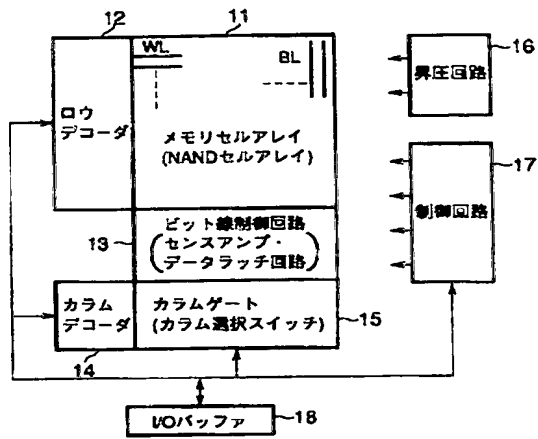 12
11
WL
BL
ロウ
デコーダ
メモリセルアレイ
(NANDセルアレイ)
昇圧回路
16
制御回路
17
13
ビット線制御回路
(センスアンプ・
データラッチ回路)
カラム
デコーダ
14
カラムゲート
(カラム選択スイッチ)
15
I/Oバッファ
18